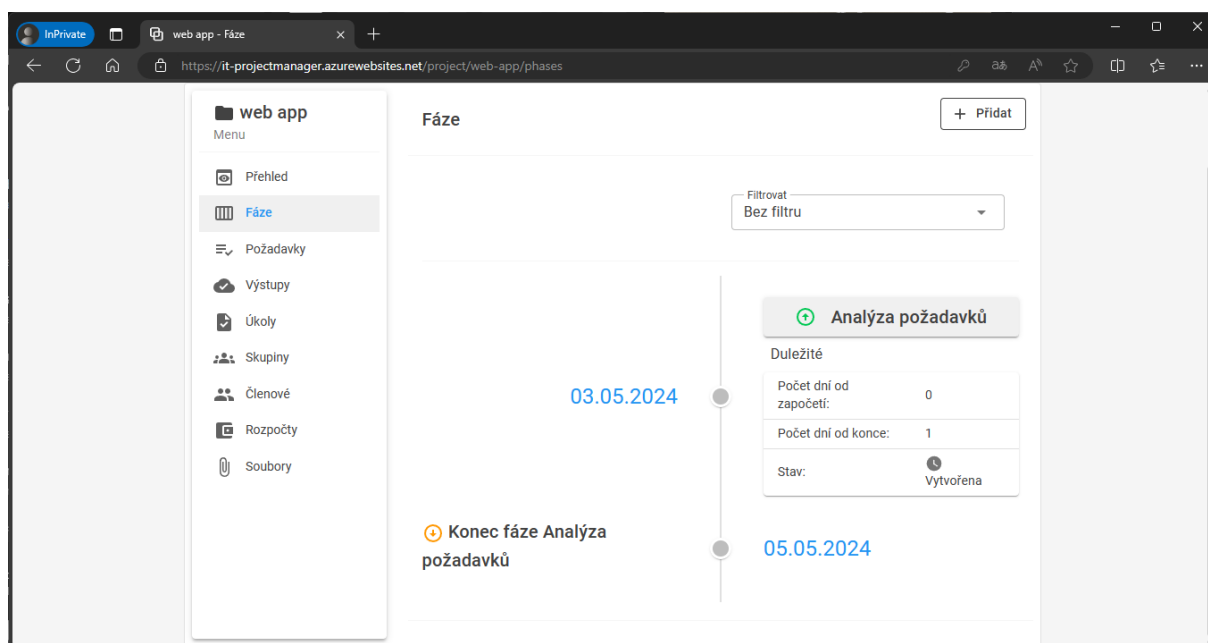 InPrivate
web app - Fáze
https://it-projectmanager.azurewebsites.net/project/web-app/phases
web app
Menu
Přehled
Fáze
Požadavky
Výstupy
Úkoly
Skupiny
Členové
Rozpočty
Soubory
Fáze
+ Přidat
Filtrovat
Bez filtru
Analýza požadavků
Duležité
03.05.2024
Počet dní od
započetí:
0
Počet dní od konce:
1
Stav:
Vytvořena
Konec fáze Analýza
požadavků
05.05.2024